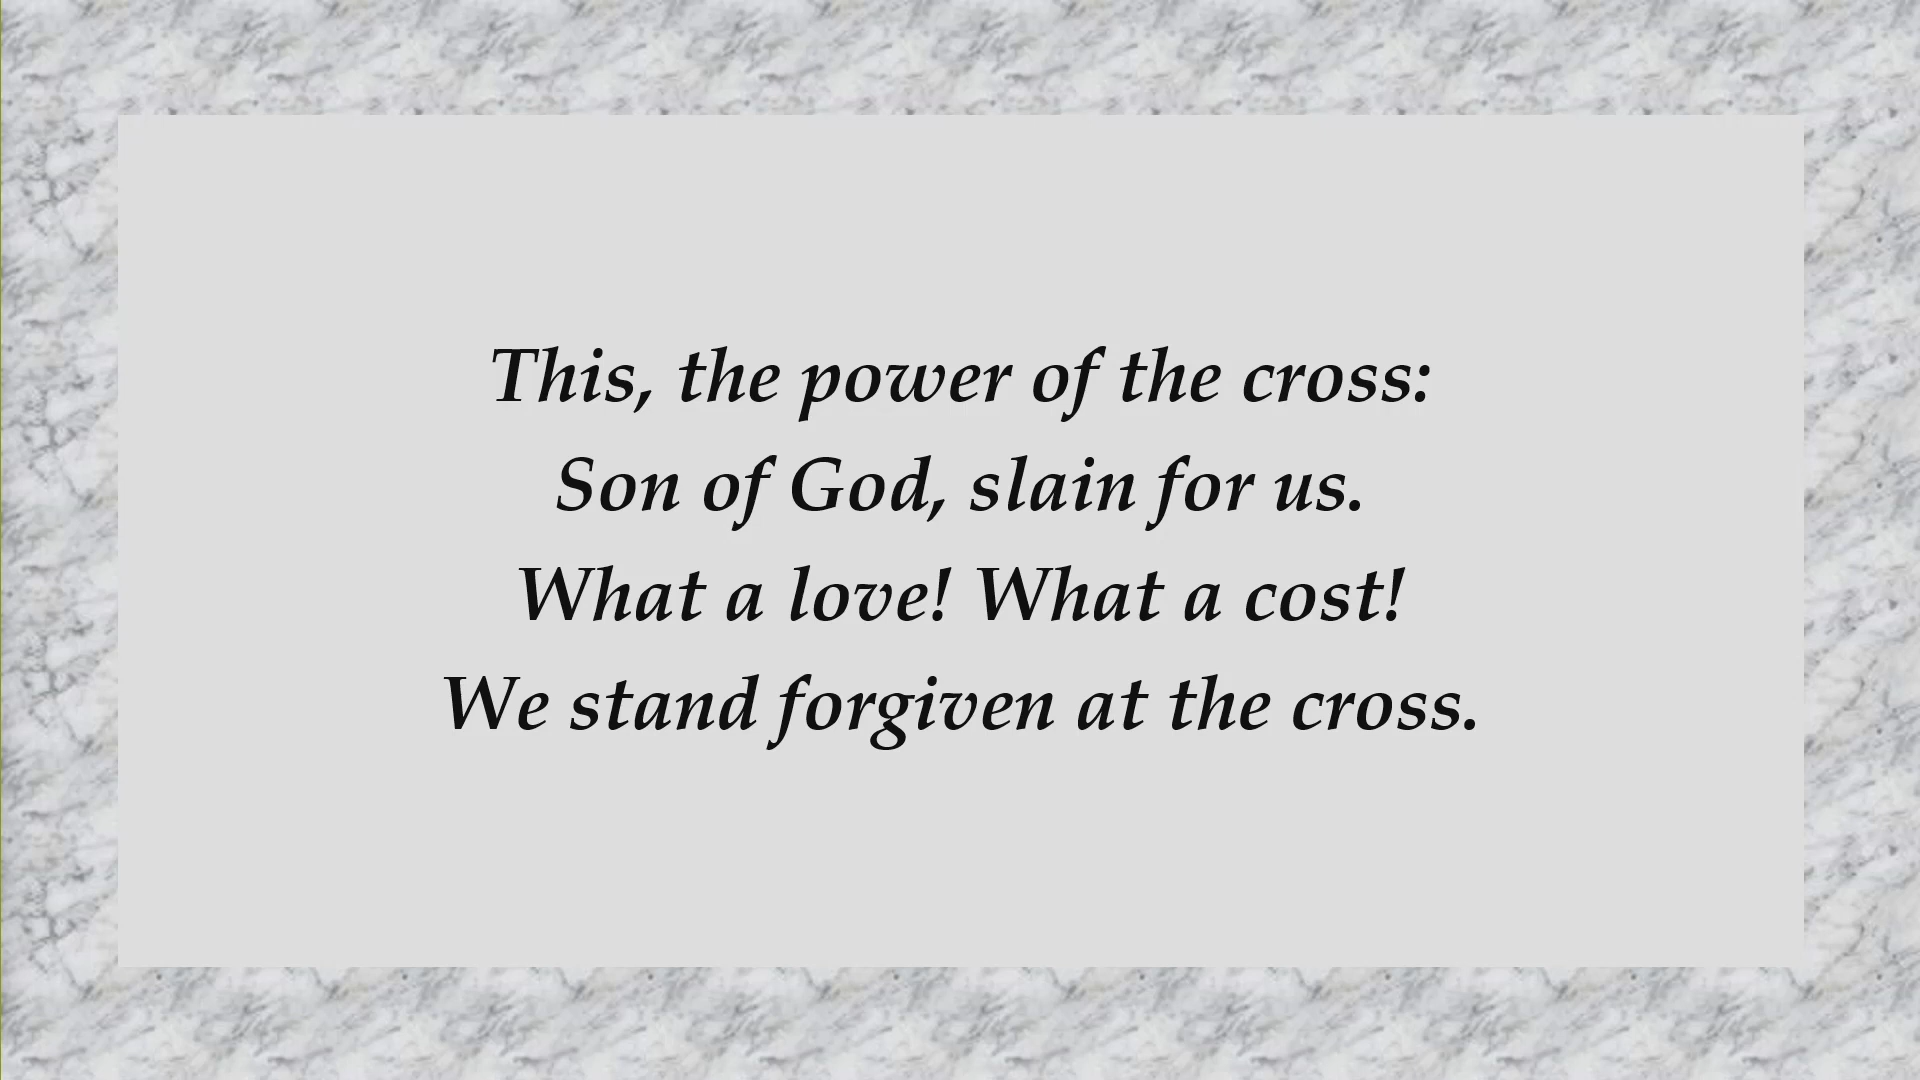 This, the power of the cross:
Son of God, slain for us.
What a love! What a cost!
We stand forgiven at the cross.